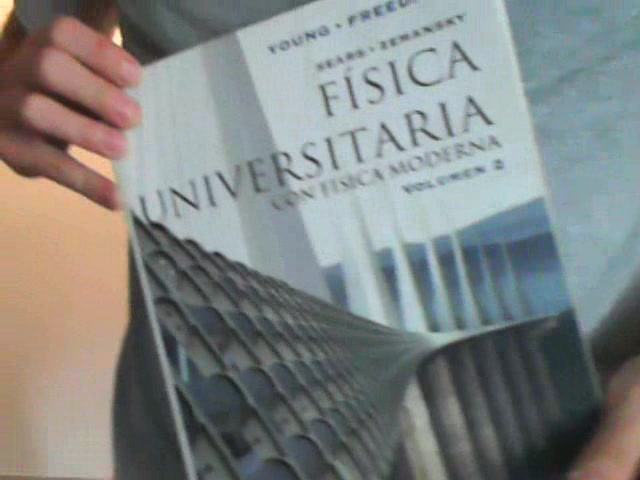 YOUNG • FREED
SEARS • ZEMANSKY
FÍSICA
UNIVERSITARIA
CON FÍSICA MODERNA
VOLUMEN 2